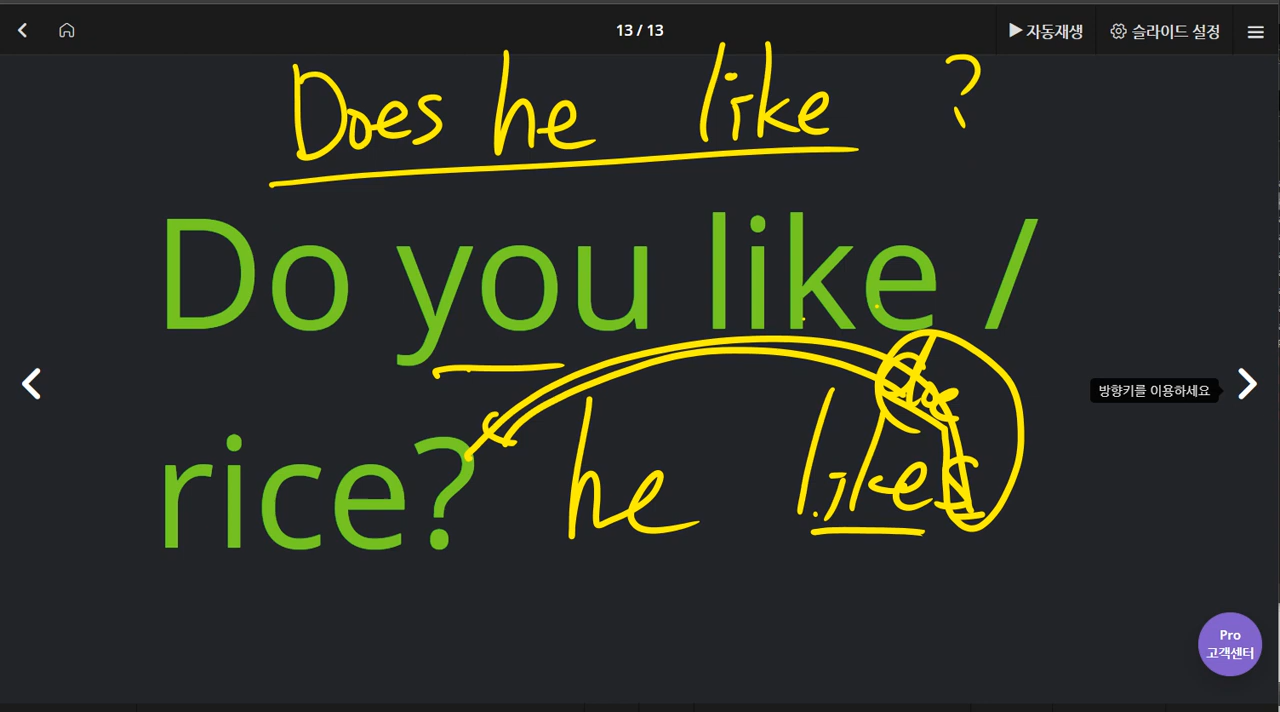 13 / 13
▶ 자동재생
슬라이드 설정
Does he like ?
Do you like /
방향키를 이용하세요
rice?
he likes
Pro
고객센터